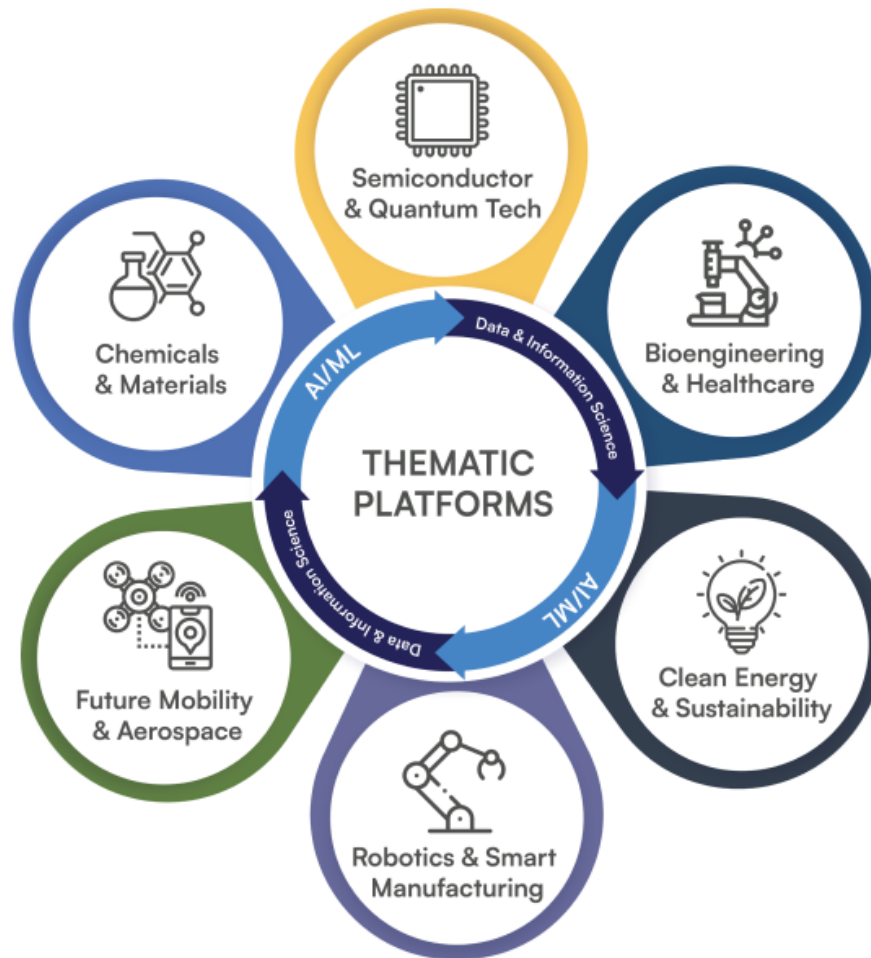 Semiconductor
& Quantum Tech
Bioengineering
& Healthcare
Clean Energy
& Sustainability
Robotics & Smart
Manufacturing
Future Mobility
& Aerospace
Chemicals
& Materials
AI/ML
Data & Information Science
AI/ML
Data & Information Science
THEMATIC
PLATFORMS